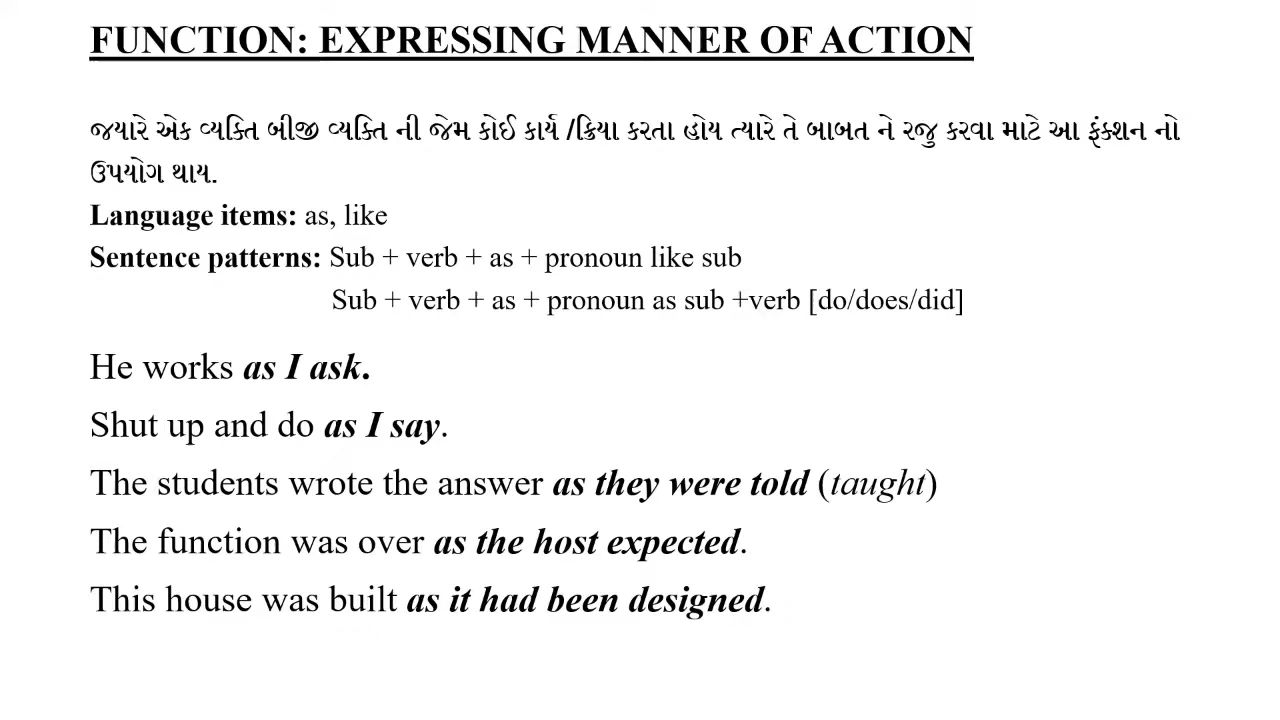 FUNCTION: EXPRESSING MANNER OF ACTION
જયારે એક વ્યક્તિ બીજી વ્યક્તિ ની જેમ કોઈ કાર્ય /ક્રિયા કરતા હોય ત્યારે તે બાબત ને રજુ કરવા માટે આ ફંક્શન નો
ઉપયોગ થાય.
Language items: as, like
Sentence patterns: Sub + verb + as + pronoun like sub
Sub + verb + as + pronoun as sub +verb [do/does/did]
He works as I ask.
Shut up and do as I say.
The students wrote the answer as they were told (taught)
The function was over as the host expected.
This house was built as it had been designed.